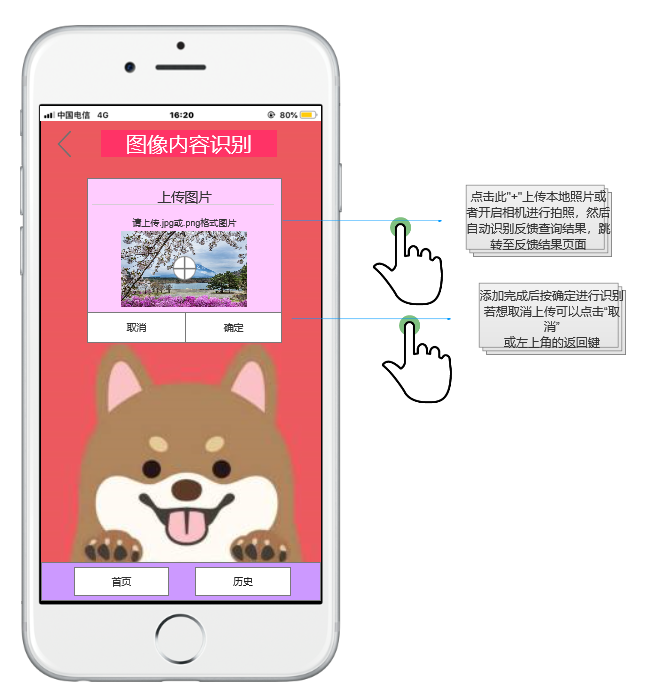 中国电信 4G 16:20 80%
图像内容识别
上传图片
请上传.jpg或.png格式图片
取消 确定
首页 历史
点击此"+"上传本地照片或
者开启相机进行拍照，然后
自动识别反馈查询结果，跳
转至反馈结果页面
添加完成后按确定进行识别
若想取消上传可以点击“取
消”
或左上角的返回键